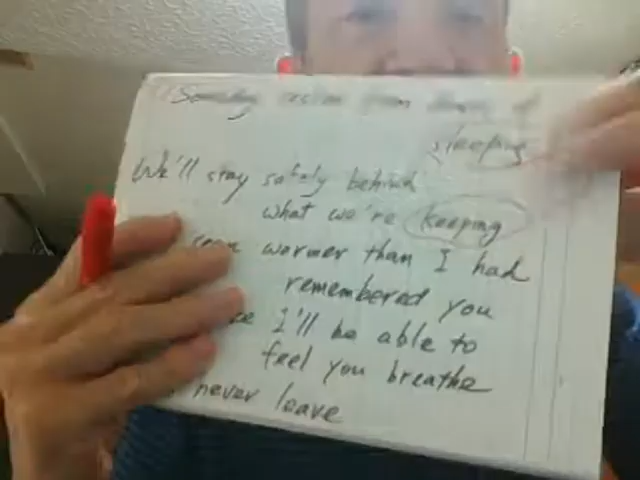 sleeping
We'll stay safely behind
what we're keeping
warmer than I had
remembered you
I'll be able to
feel you breathe
never leave